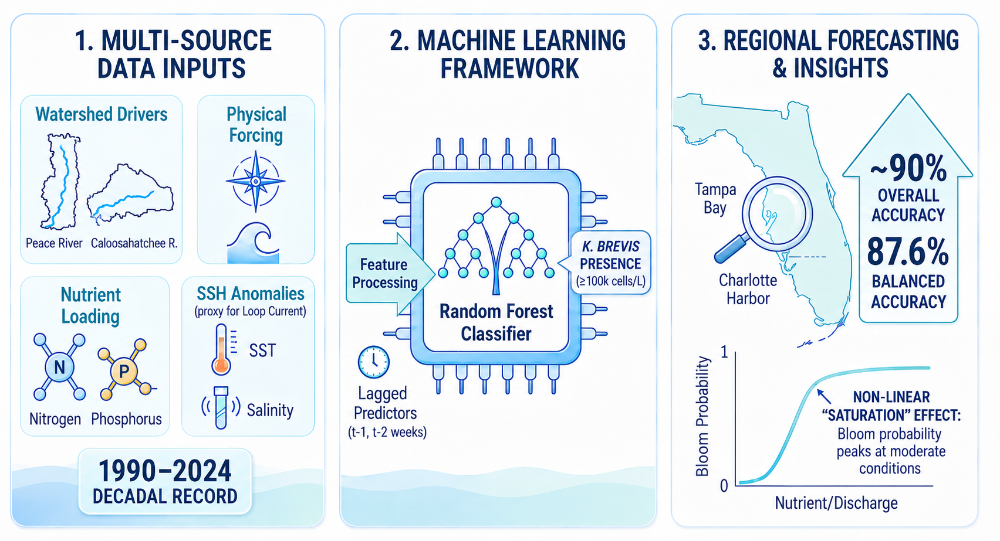 1. MULTI-SOURCE
DATA INPUTS
Watershed Drivers
Peace River
Caloosahatchee R.
Physical
Forcing
Nutrient
Loading
N
P
Nitrogen
Phosphorus
SSH Anomalies
(proxy for Loop Current)
SST
Salinity
1990–2024
DECADAL RECORD
2. MACHINE LEARNING
FRAMEWORK
Feature
Processing
Random Forest
Classifier
K. BREVIS
PRESENCE
(≥100k cells/L)
Lagged
Predictors
(t-1, t-2 weeks)
3. REGIONAL FORECASTING
& INSIGHTS
Tampa
Bay
Charlotte
Harbor
~90%
OVERALL
ACCURACY
87.6%
BALANCED
ACCURACY
1
Bloom Probability
0
NON-LINEAR
“SATURATION” EFFECT:
Bloom probability
peaks at moderate
conditions
Nutrient/Discharge